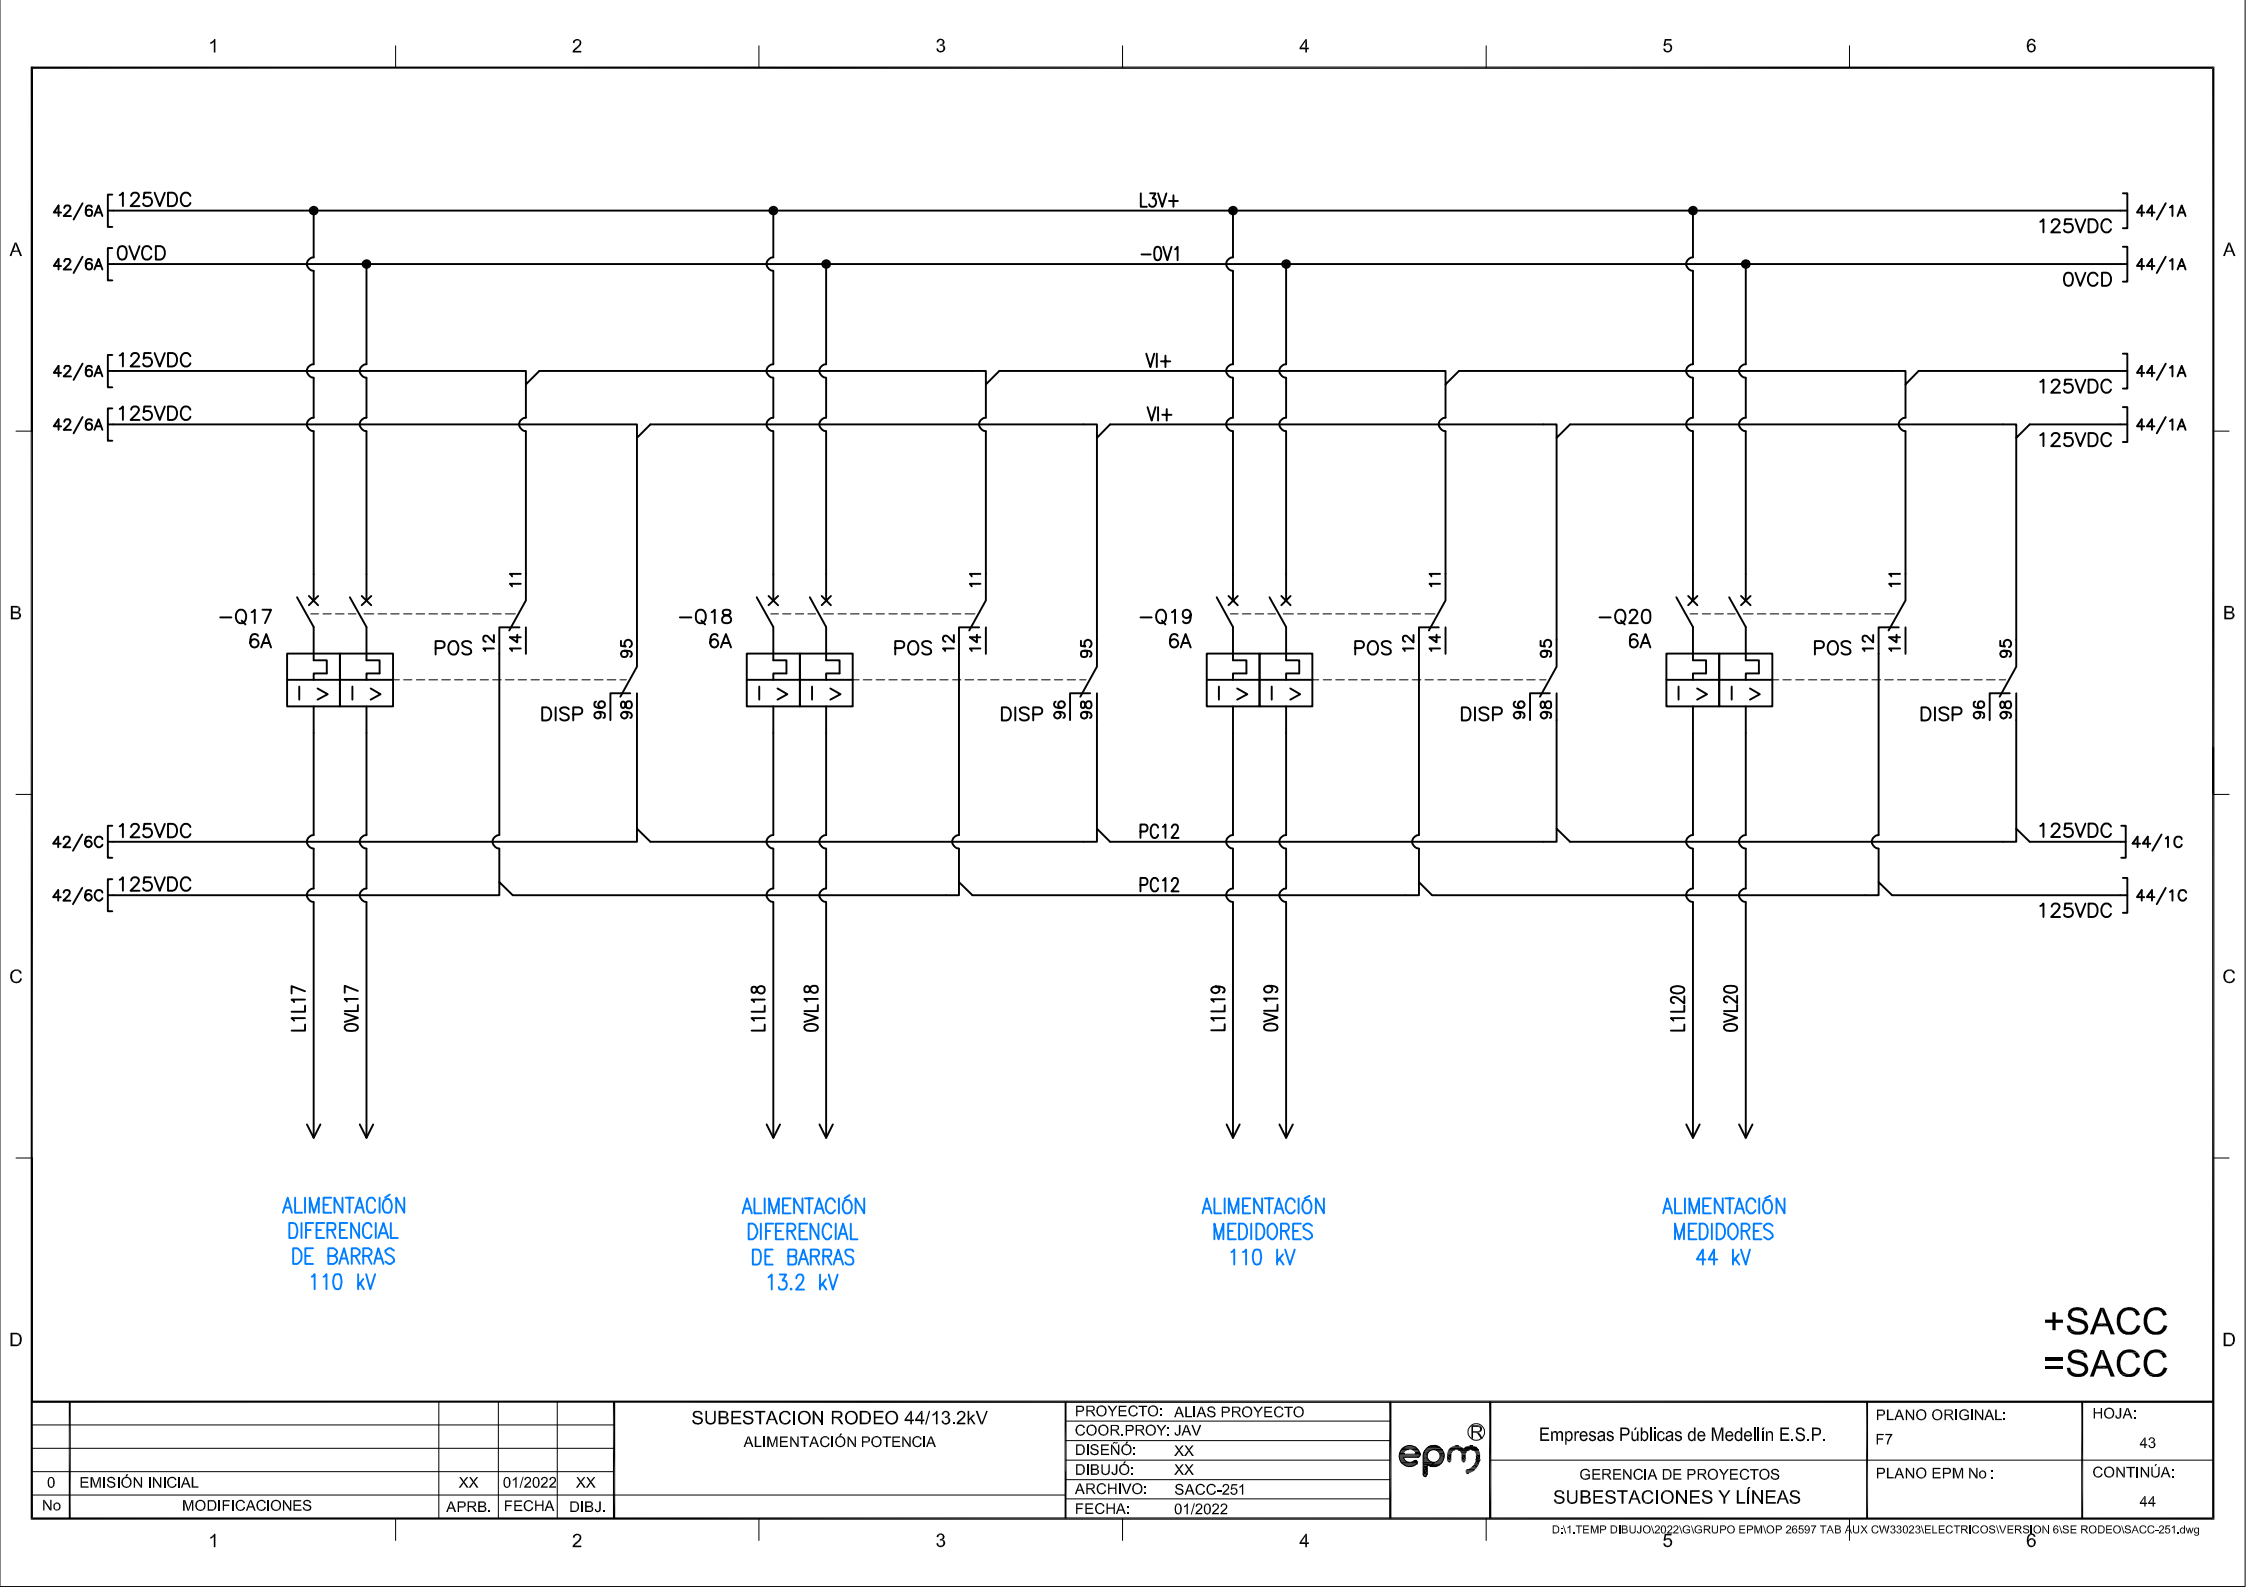 1 2 3 4 5 6
42/6A 125VDC L3V+ 125VDC 44/1A
A 42/6A 0VCD -0V1 0VCD 44/1A A
42/6A 125VDC VI+ 125VDC 44/1A
42/6A 125VDC VI+ 125VDC 44/1A
11 11 11 11
B B
-Q17 -Q18 -Q19 -Q20
6A 6A 6A 6A
POS 12 14 95 POS 12 14 95 POS 12 14 95 POS 12 14 95
I > I > I > I > I > I > I > I >
DISP 96 98 DISP 96 98 DISP 96 98 DISP 96 98
42/6C 125VDC PC12 125VDC 44/1C
42/6C 125VDC PC12 125VDC 44/1C
C C
L1L17 0VL17 L1L18 0VL18 L1L19 0VL19 L1L20 0VL20
ALIMENTACIÓN
DIFERENCIAL
DE BARRAS
110 kV
ALIMENTACIÓN
DIFERENCIAL
DE BARRAS
13.2 kV
ALIMENTACIÓN
MEDIDORES
110 kV
ALIMENTACIÓN
MEDIDORES
44 kV
+SACC
=SACC
D D
0 EMISIÓN INICIAL XX 01/2022 XX
No MODIFICACIONES APRB. FECHA DIBJ.
SUBESTACION RODEO 44/13.2kV
ALIMENTACIÓN POTENCIA
PROYECTO: ALIAS PROYECTO
COOR.PROY: JAV
DISEÑÓ: XX
DIBUJÓ: XX
ARCHIVO: SACC-251
FECHA: 01/2022
epm®
Empresas Públicas de Medellín E.S.P.
GERENCIA DE PROYECTOS
SUBESTACIONES Y LÍNEAS
PLANO ORIGINAL:
F7
PLANO EPM No :
HOJA:
43
CONTINÚA:
44
D:\1.TEMP DIBUJO\2022\G\GRUPO EPM\OP 26597 TAB AUX CW33023\ELECTRICOS\VERSION 6\SE RODEO\SACC-251.dwg
1 2 3 4 5 6